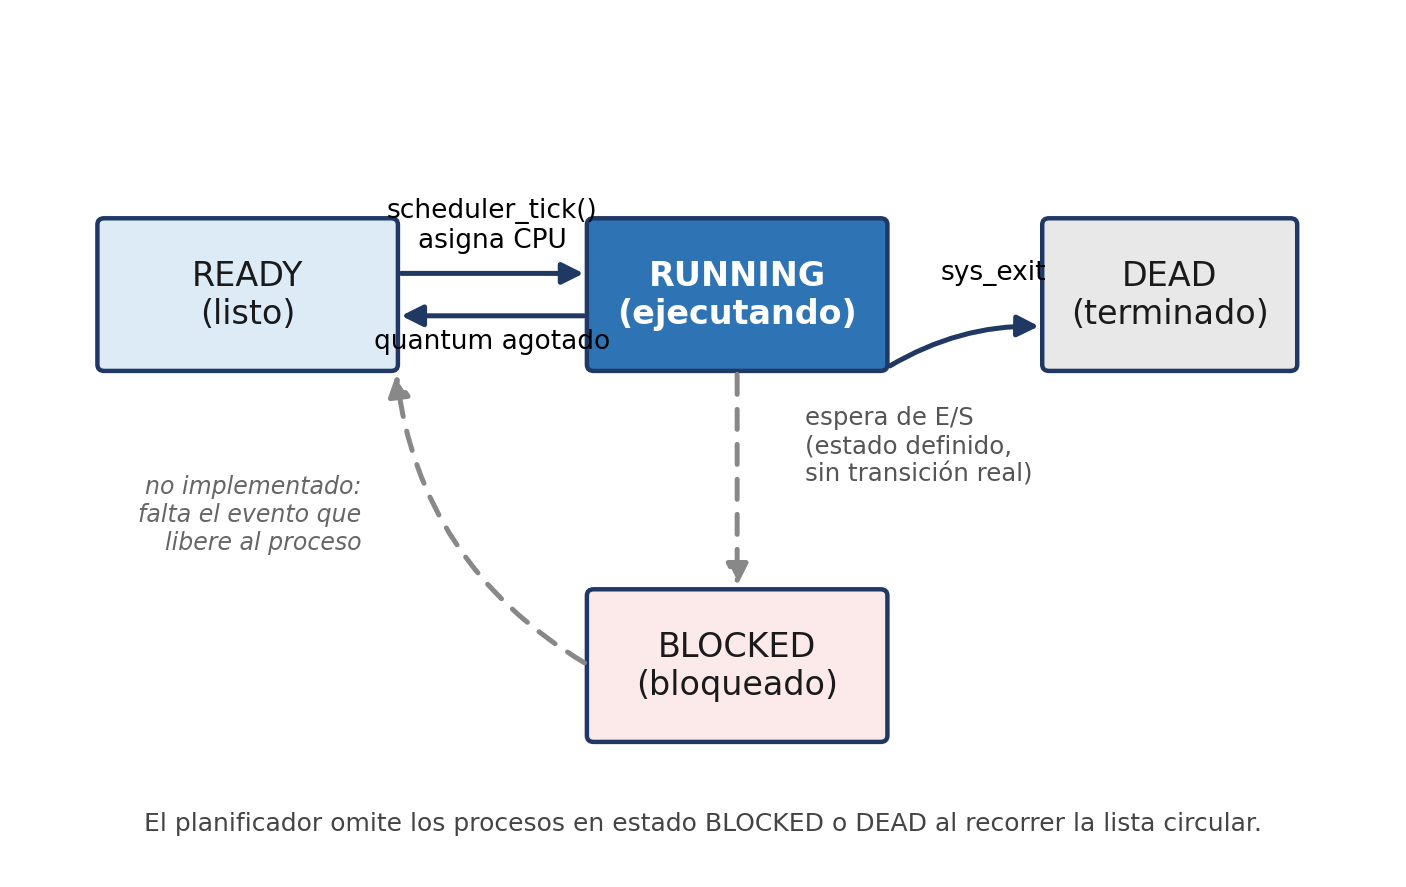 scheduler_tick()
asigna CPU
READY
(listo)
RUNNING
(ejecutando)
sys_exit
DEAD
(terminado)
quantum agotado
espera de E/S
(estado definido,
sin transición real)
no implementado:
falta el evento que
libere al proceso
BLOCKED
(bloqueado)
El planificador omite los procesos en estado BLOCKED o DEAD al recorrer la lista circular.